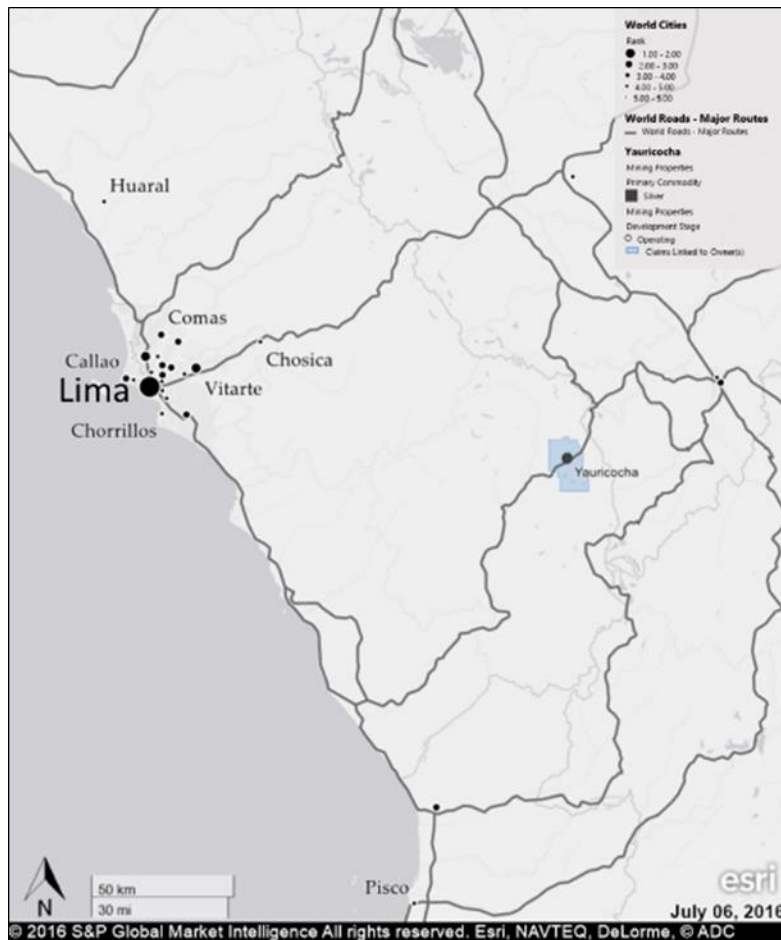 World Cities
Rank
1.00 - 2.00
2.00 - 3.00
3.00 - 4.00
4.00 - 5.00
5.00 - 5.00
World Roads - Major Routes
World Roads - Major Routes
Yauricocha
Mining Properties
Primary Commodity
Silver
Mining Properties
Development Stage
Operating
Claims Linked to Owner(s)
Huaral
Comas
Chosica
Callao
Lima
Vitarte
Chorrillos
Yauricocha
Pisco
N
50 km
30 mi
esri
July 06, 2016
© 2016 S&P Global Market Intelligence All rights reserved. Esri, NAVTEQ, DeLorme, © ADC